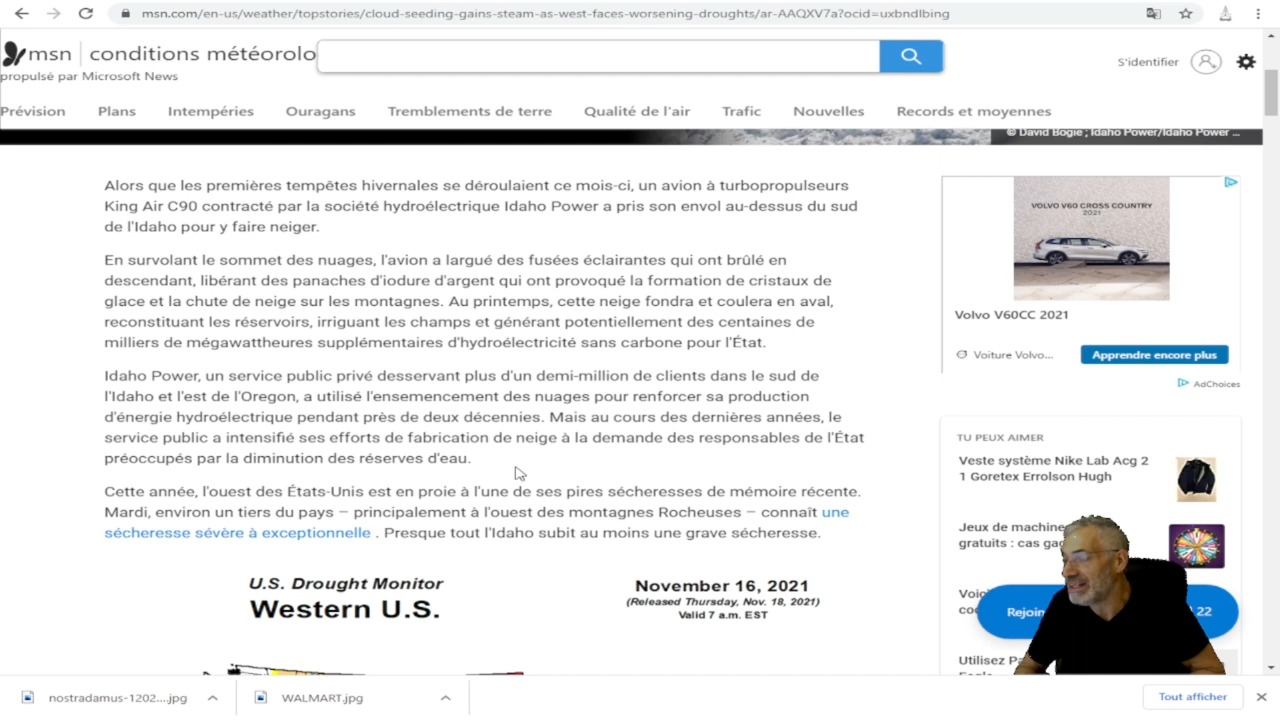 msn.com/en-us/weather/topstories/cloud-seeding-gains-steam-as-west-faces-worsening-droughts/ar-AAQXV7a?ocid=uxbndlbing
msn | conditions météorolo
propulsé par Microsoft News
S'identifier
Prévision Plans Intempéries Ouragans Tremblements de terre Qualité de l'air Trafic Nouvelles Records et moyennes
© David Bogie ; Idaho Power/Idaho Power ...
Alors que les premières tempêtes hivernales se déroulaient ce mois-ci, un avion à turbopropulseurs
King Air C90 contracté par la société hydroélectrique Idaho Power a pris son envol au-dessus du sud
de l'Idaho pour y faire neiger.
En survolant le sommet des nuages, l'avion a largué des fusées éclairantes qui ont brûlé en
descendant, libérant des panaches d'iodure d'argent qui ont provoqué la formation de cristaux de
glace et la chute de neige sur les montagnes. Au printemps, cette neige fondra et coulera en aval,
reconstituant les réservoirs, irriguant les champs et générant potentiellement des centaines de
milliers de mégawattheures supplémentaires d'hydroélectricité sans carbone pour l'État.
Idaho Power, un service public privé desservant plus d'un demi-million de clients dans le sud de
l'Idaho et l'est de l'Oregon, a utilisé l'ensemencement des nuages pour renforcer sa production
d'énergie hydroélectrique pendant près de deux décennies. Mais au cours des dernières années, le
service public a intensifié ses efforts de fabrication de neige à la demande des responsables de l'État
préoccupés par la diminution des réserves d'eau.
Cette année, l'ouest des États-Unis est en proie à l'une de ses pires sécheresses de mémoire récente.
Mardi, environ un tiers du pays – principalement à l'ouest des montagnes Rocheuses – connaît une
sécheresse sévère à exceptionnelle . Presque tout l'Idaho subit au moins une grave sécheresse.
U.S. Drought Monitor
Western U.S.
November 16, 2021
(Released Thursday, Nov. 18, 2021)
Valid 7 a.m. EST
VOLVO V60 CROSS COUNTRY
2021
Volvo V60CC 2021
Voiture Volvo...
Apprendre encore plus
AdChoices
TU PEUX AIMER
Veste système Nike Lab Acg 2
1 Goretex Errolson Hugh
Jeux de machine
gratuits : cas
Rejoin 22
Utilisez
nostradamus-1202....jpg
WALMART.jpg
Tout afficher